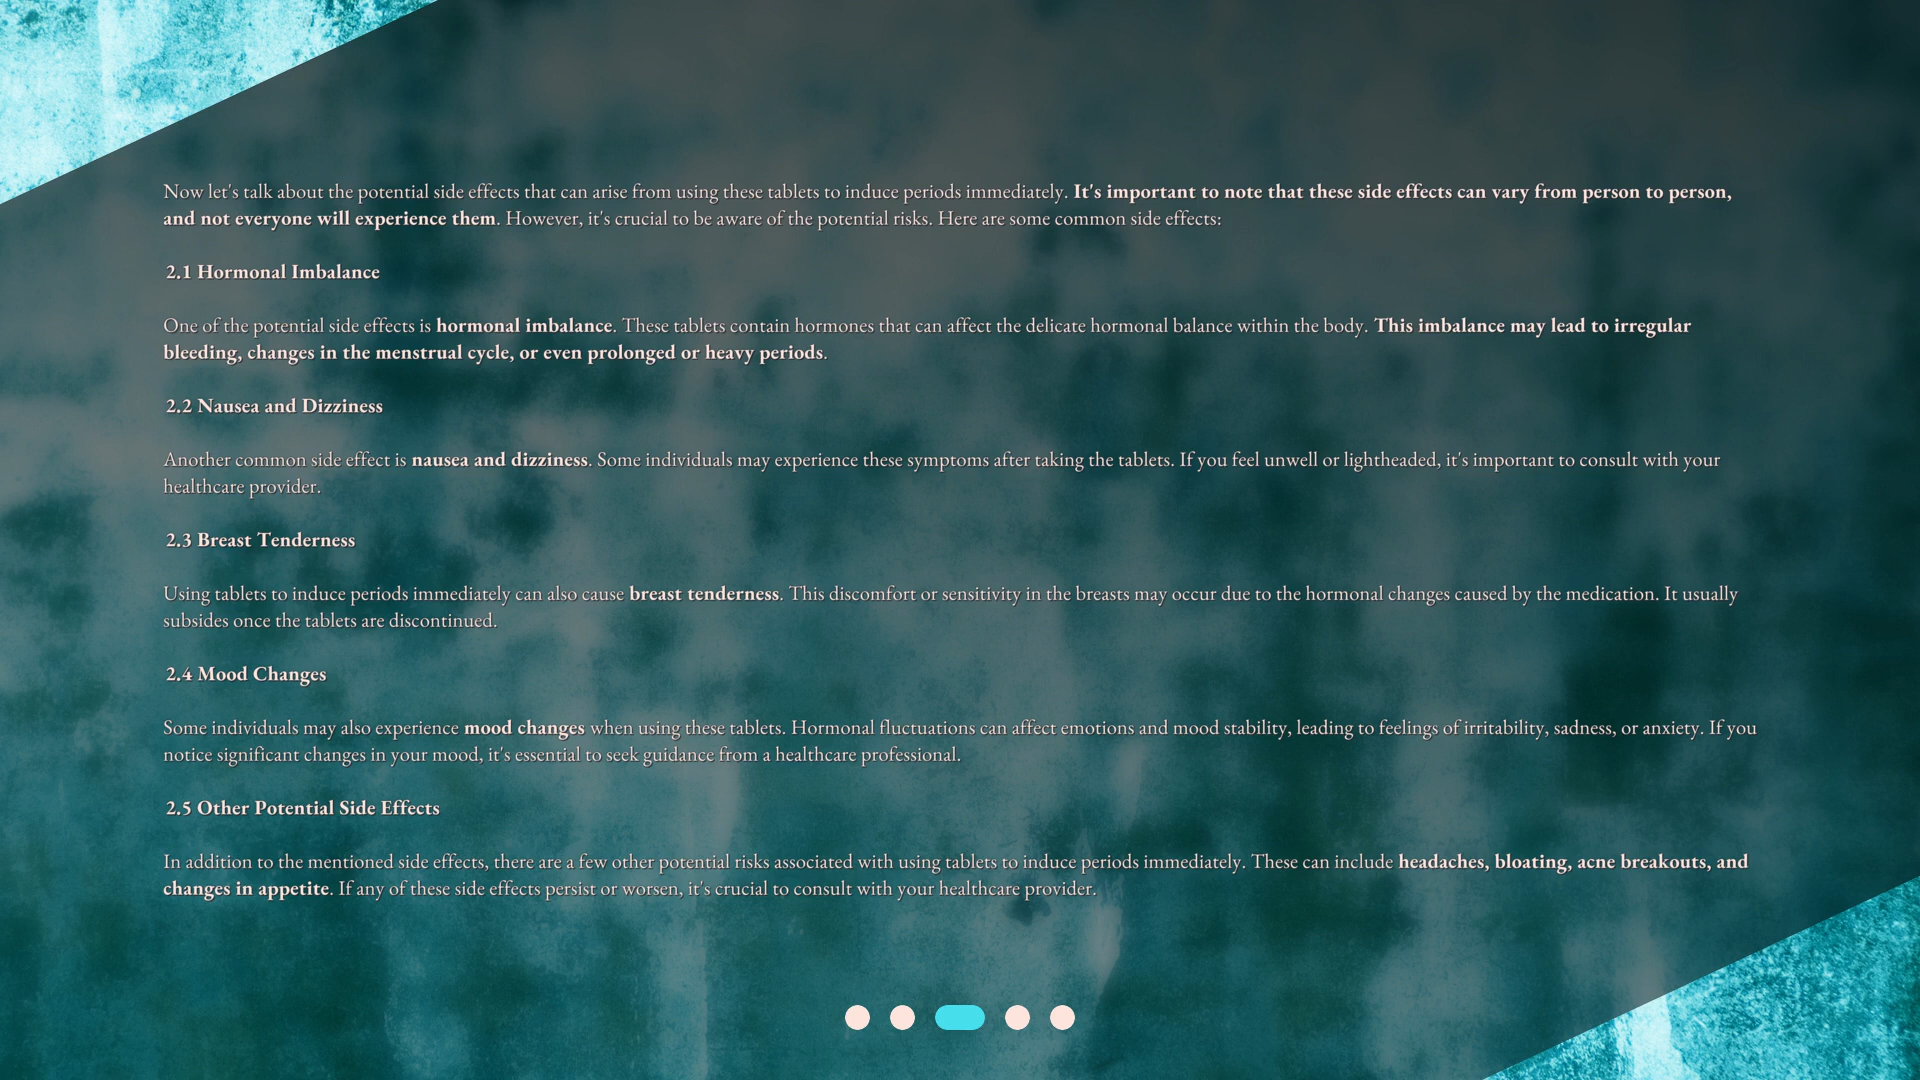 Now let's talk about the potential side effects that can arise from using these tablets to induce periods immediately. It's important to note that these side effects can vary from person to person,
and not everyone will experience them. However, it's crucial to be aware of the potential risks. Here are some common side effects:
2.1 Hormonal Imbalance
One of the potential side effects is hormonal imbalance. These tablets contain hormones that can affect the delicate hormonal balance within the body. This imbalance may lead to irregular
bleeding, changes in the menstrual cycle, or even prolonged or heavy periods.
2.2 Nausea and Dizziness
Another common side effect is nausea and dizziness. Some individuals may experience these symptoms after taking the tablets. If you feel unwell or lightheaded, it's important to consult with your
healthcare provider.
2.3 Breast Tenderness
Using tablets to induce periods immediately can also cause breast tenderness. This discomfort or sensitivity in the breasts may occur due to the hormonal changes caused by the medication. It usually
subsides once the tablets are discontinued.
2.4 Mood Changes
Some individuals may also experience mood changes when using these tablets. Hormonal fluctuations can affect emotions and mood stability, leading to feelings of irritability, sadness, or anxiety. If you
notice significant changes in your mood, it's essential to seek guidance from a healthcare professional.
2.5 Other Potential Side Effects
In addition to the mentioned side effects, there are a few other potential risks associated with using tablets to induce periods immediately. These can include headaches, bloating, acne breakouts, and
changes in appetite. If any of these side effects persist or worsen, it's crucial to consult with your healthcare provider.